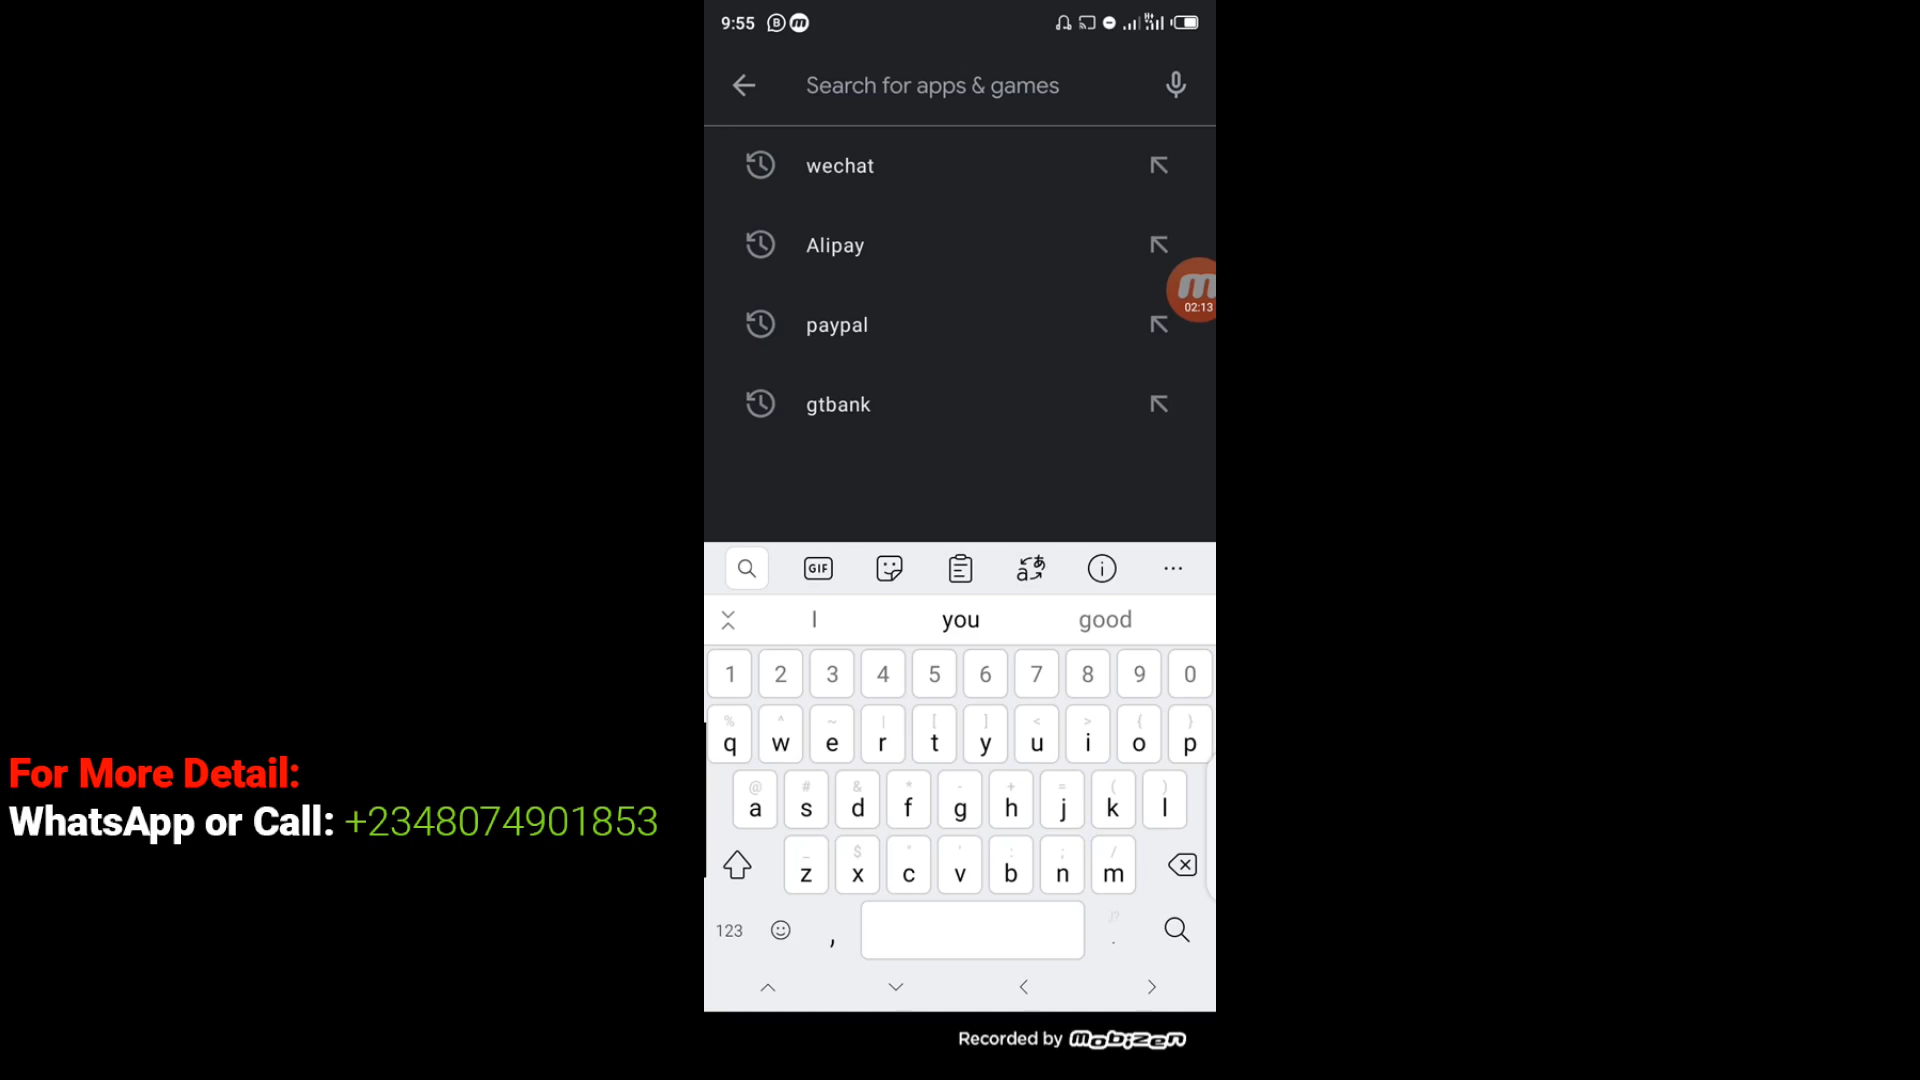 9:55
Search for apps & games
wechat
Alipay
02:13
paypal
gtbank
GIF
I you good
1 2 3 4 5 6 7 8 9 0
% ^ ~ | [ ] < > { }
q w e r t y u i o p
@ # & * - + = ( )
a s d f g h j k l
_ $ " ' : ; /
z x c v b n m
123 , .
For More Detail:
WhatsApp or Call: +2348074901853
Recorded by Mobizen